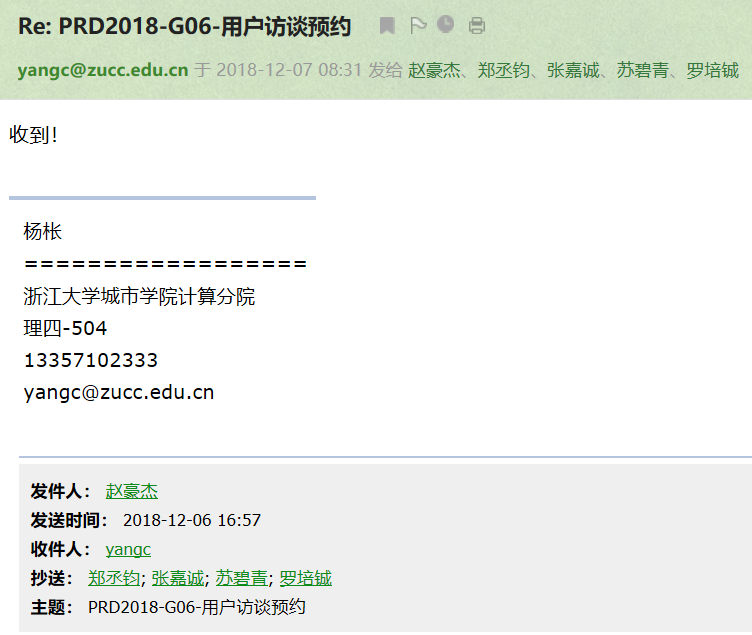 Re: PRD2018-G06-用户访谈预约
yangc@zucc.edu.cn 于 2018-12-07 08:31 发给 赵豪杰、郑丞钧、张嘉诚、苏碧青、罗培铖
收到！
杨枨
==================
浙江大学城市学院计算分院
理四-504
13357102333
yangc@zucc.edu.cn
发件人： 赵豪杰
发送时间： 2018-12-06 16:57
收件人： yangc
抄送： 郑丞钧; 张嘉诚; 苏碧青; 罗培铖
主题： PRD2018-G06-用户访谈预约